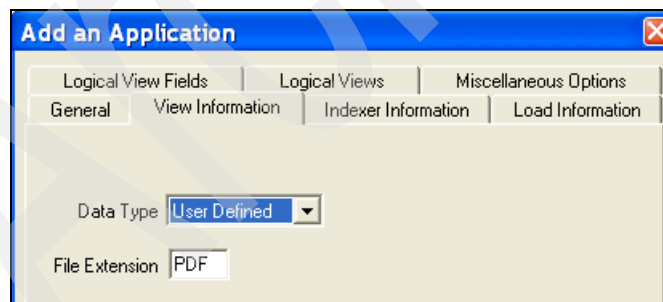 Add an Application
Logical View Fields Logical Views Miscellaneous Options
General View Information Indexer Information Load Information
Data Type User Defined
File Extension PDF